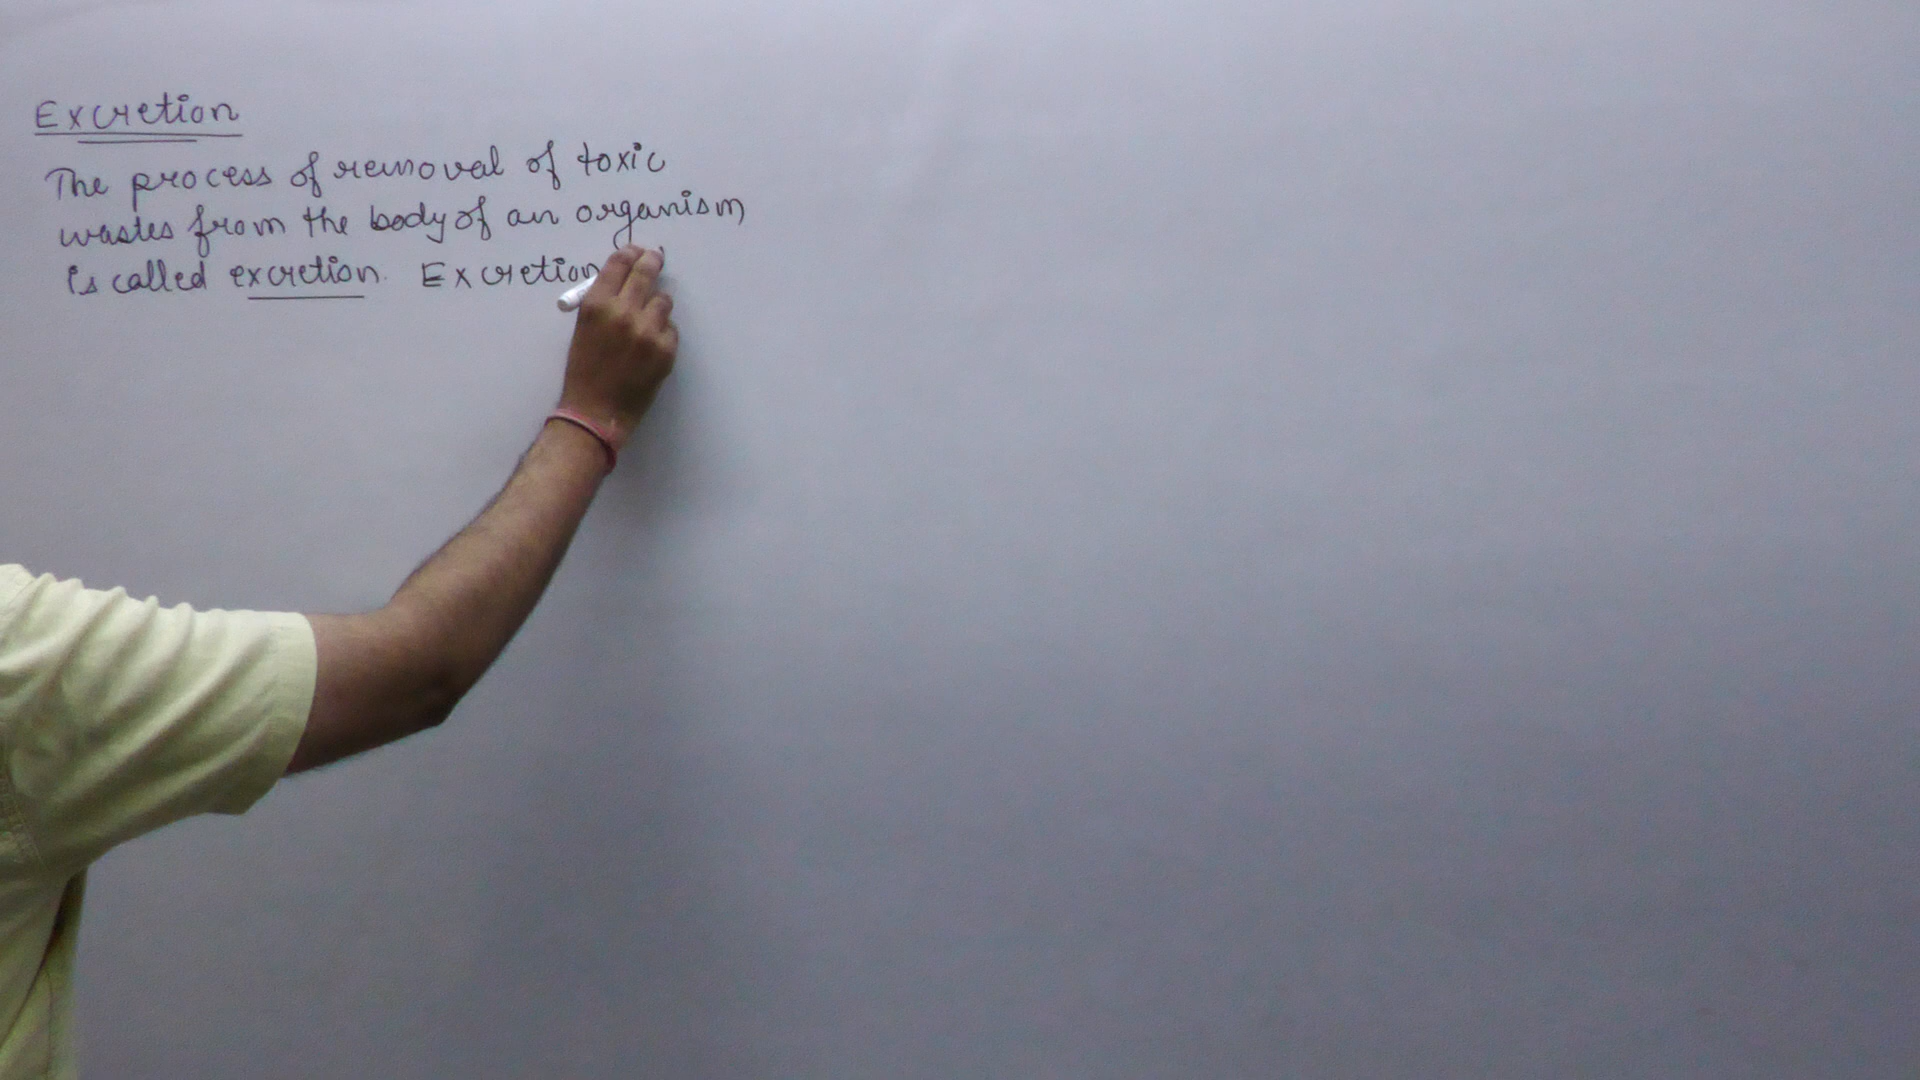 Excretion
The process of removal of toxic
wastes from the body of an organism
is called excretion. Excretion